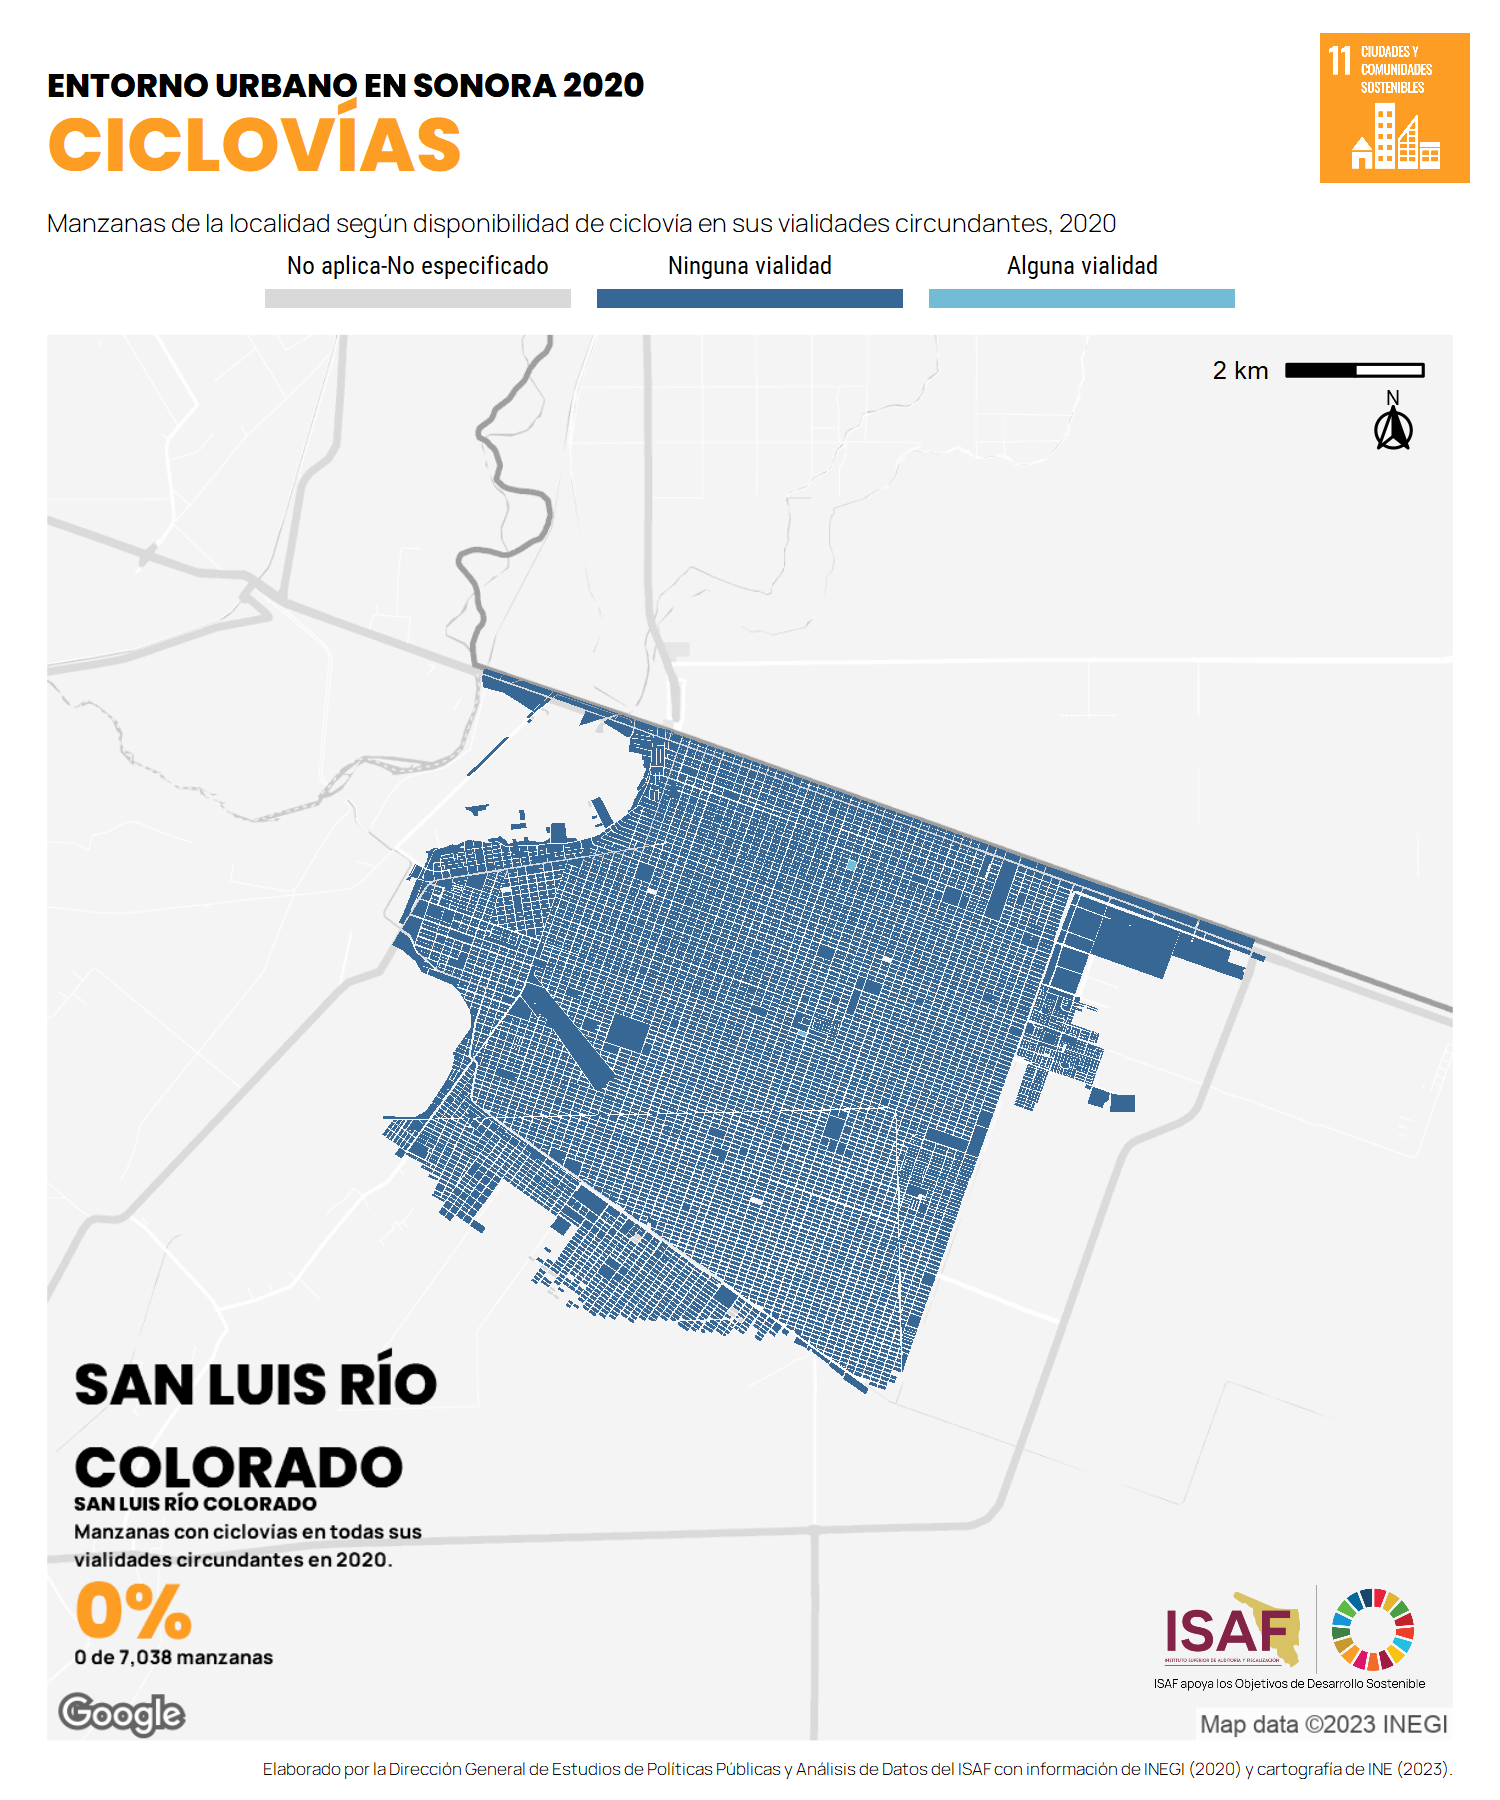 ENTORNO URBANO EN SONORA 2020
CICLOVÍAS
11 CIUDADES Y
COMUNIDADES
SOSTENIBLES
Manzanas de la localidad según disponibilidad de ciclovía en sus vialidades circundantes, 2020
No aplica-No especificado Ninguna vialidad Alguna vialidad
2 km
N
SAN LUIS RÍO
COLORADO
SAN LUIS RÍO COLORADO
Manzanas con ciclovias en todas sus
vialidades circundantes en 2020.
0%
0 de 7,038 manzanas
ISAF
INSTITUTO SUPERIOR DE AUDITORÍA Y FISCALIZACIÓN
ISAF apoya los Objetivos de Desarrollo Sostenible
Google
Map data ©2023 INEGI
Elaborado por la Dirección General de Estudios de Políticas Públicas y Análisis de Datos del ISAF con información de INEGI (2020) y cartografía de INE (2023).